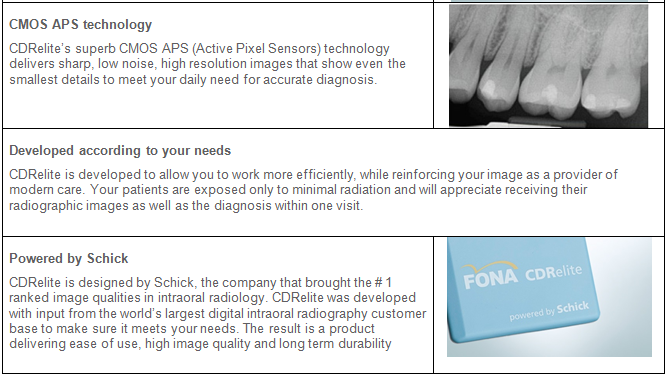 CMOS APS technology
CDRelite's superb CMOS APS (Active Pixel Sensors) technology
delivers sharp, low noise, high resolution images that show even the
smallest details to meet your daily need for accurate diagnosis.
Developed according to your needs
CDRelite is developed to allow you to work more efficiently, while reinforcing your image as a provider of
modern care. Your patients are exposed only to minimal radiation and will appreciate receiving their
radiographic images as well as the diagnosis within one visit.
Powered by Schick
CDRelite is designed by Schick, the company that brought the # 1
ranked image qualities in intraoral radiology. CDRelite was developed
with input from the world's largest digital intraoral radiography customer
base to make sure it meets your needs. The result is a product
delivering ease of use, high image quality and long term durability
FONA CDRelite
powered by Schick